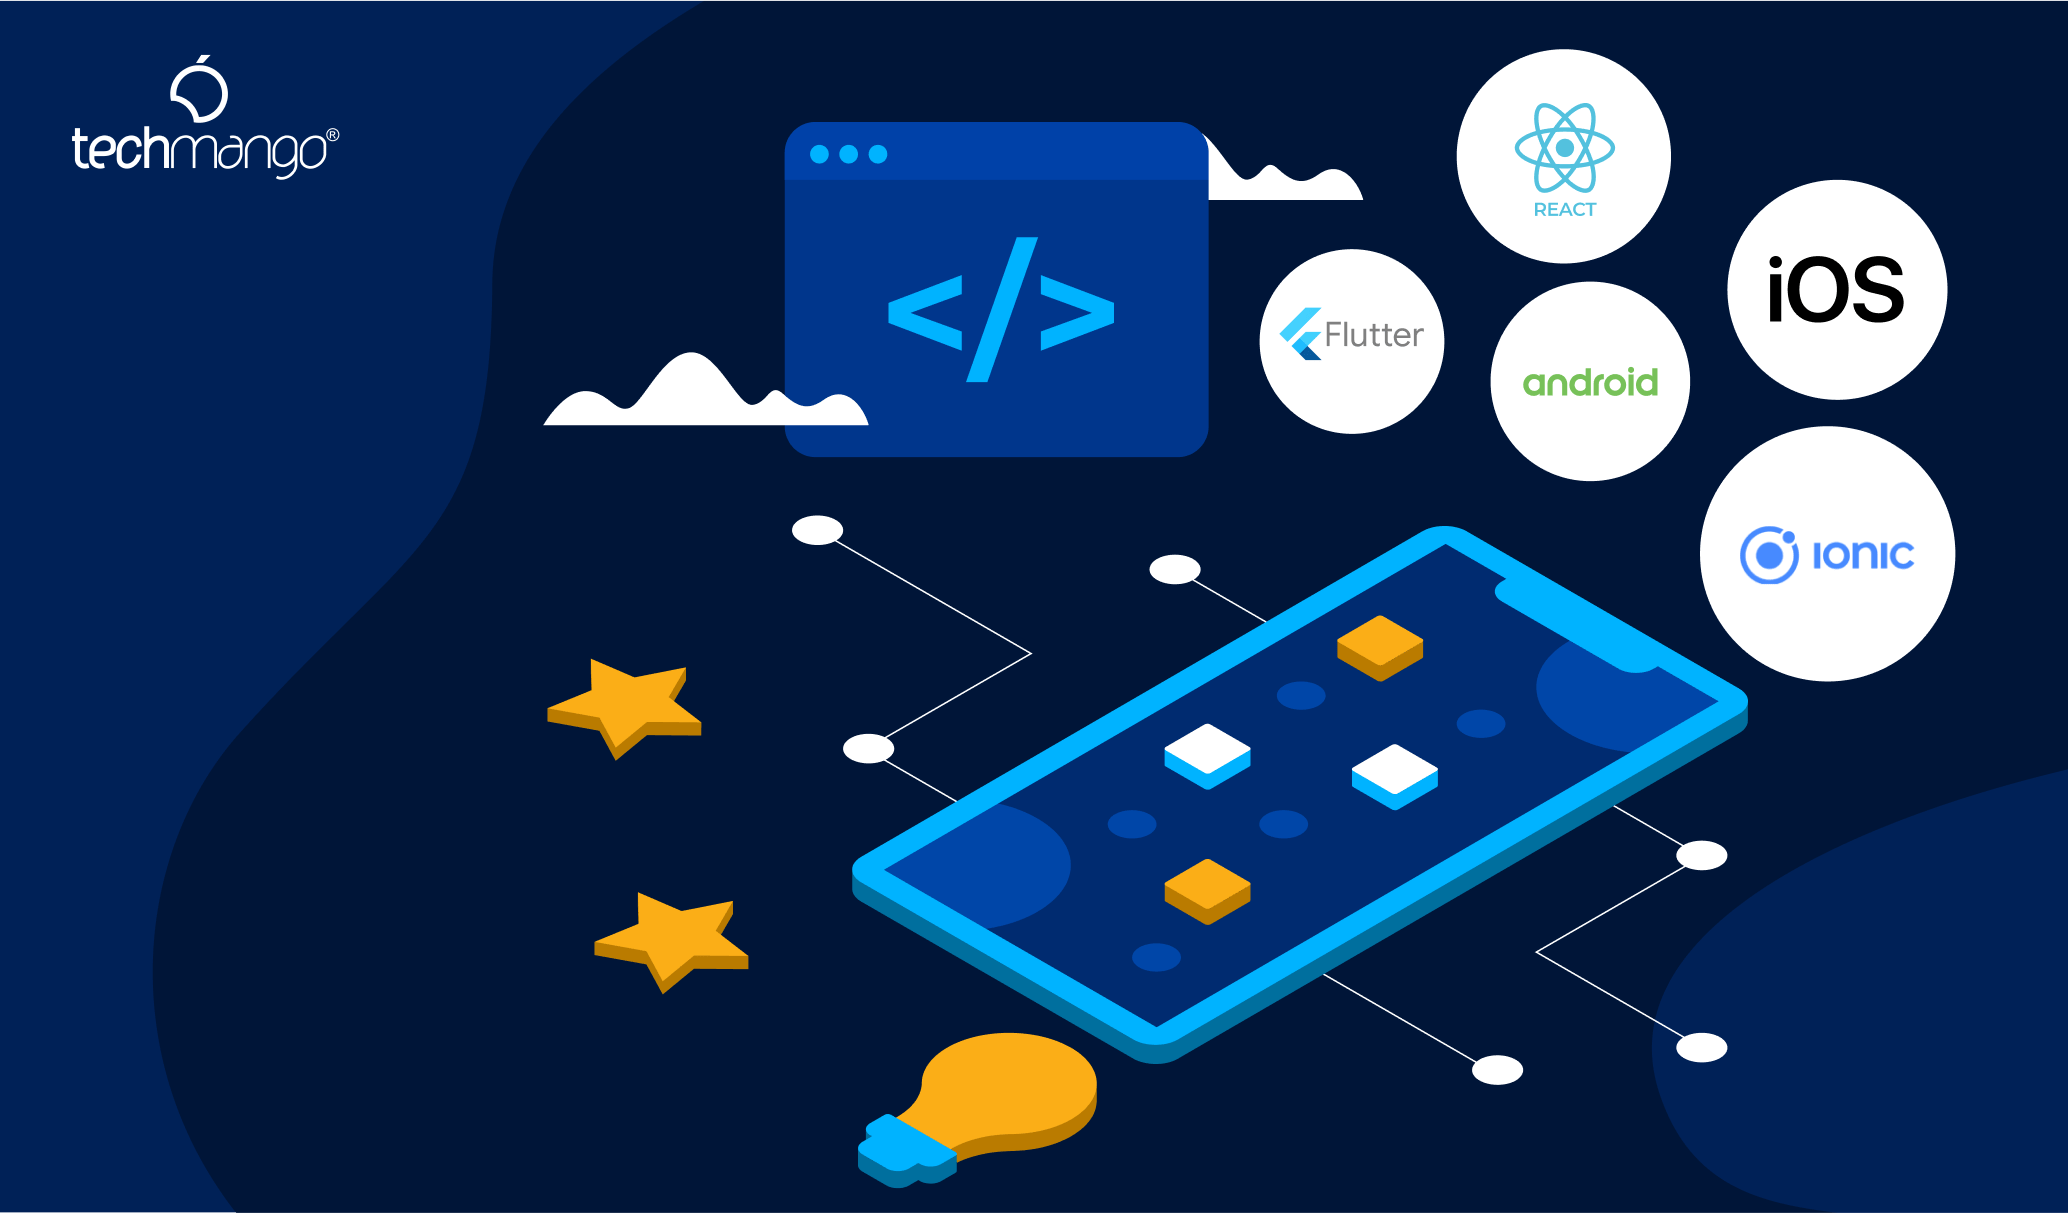 techmango®
</>
REACT
iOS
Flutter
android
ionic